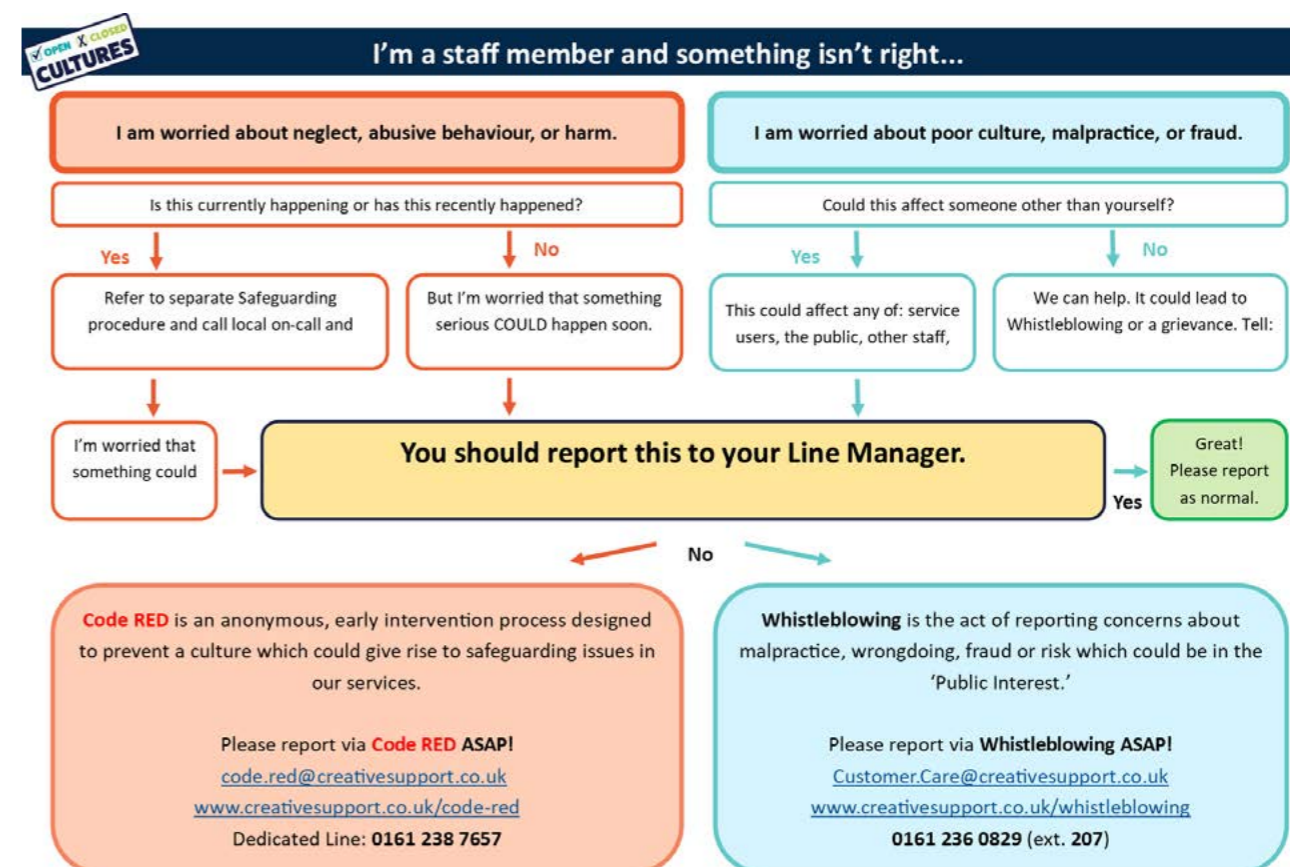 ✓ OPEN X CLOSED
CULTURES
I'm a staff member and something isn't right...
I am worried about neglect, abusive behaviour, or harm.
I am worried about poor culture, malpractice, or fraud.
Is this currently happening or has this recently happened?
Could this affect someone other than yourself?
Yes
No
Yes
No
Refer to separate Safeguarding
procedure and call local on-call and
But I'm worried that something
serious COULD happen soon.
This could affect any of: service
users, the public, other staff,
We can help. It could lead to
Whistleblowing or a grievance. Tell:
I'm worried that
something could
You should report this to your Line Manager.
Yes
Great!
Please report
as normal.
No
Code RED is an anonymous, early intervention process designed
to prevent a culture which could give rise to safeguarding issues in
our services.
Please report via Code RED ASAP!
code.red@creativesupport.co.uk
www.creativesupport.co.uk/code-red
Dedicated Line: 0161 238 7657
Whistleblowing is the act of reporting concerns about
malpractice, wrongdoing, fraud or risk which could be in the
‘Public Interest.’
Please report via Whistleblowing ASAP!
Customer.Care@creativesupport.co.uk
www.creativesupport.co.uk/whistleblowing
0161 236 0829 (ext. 207)